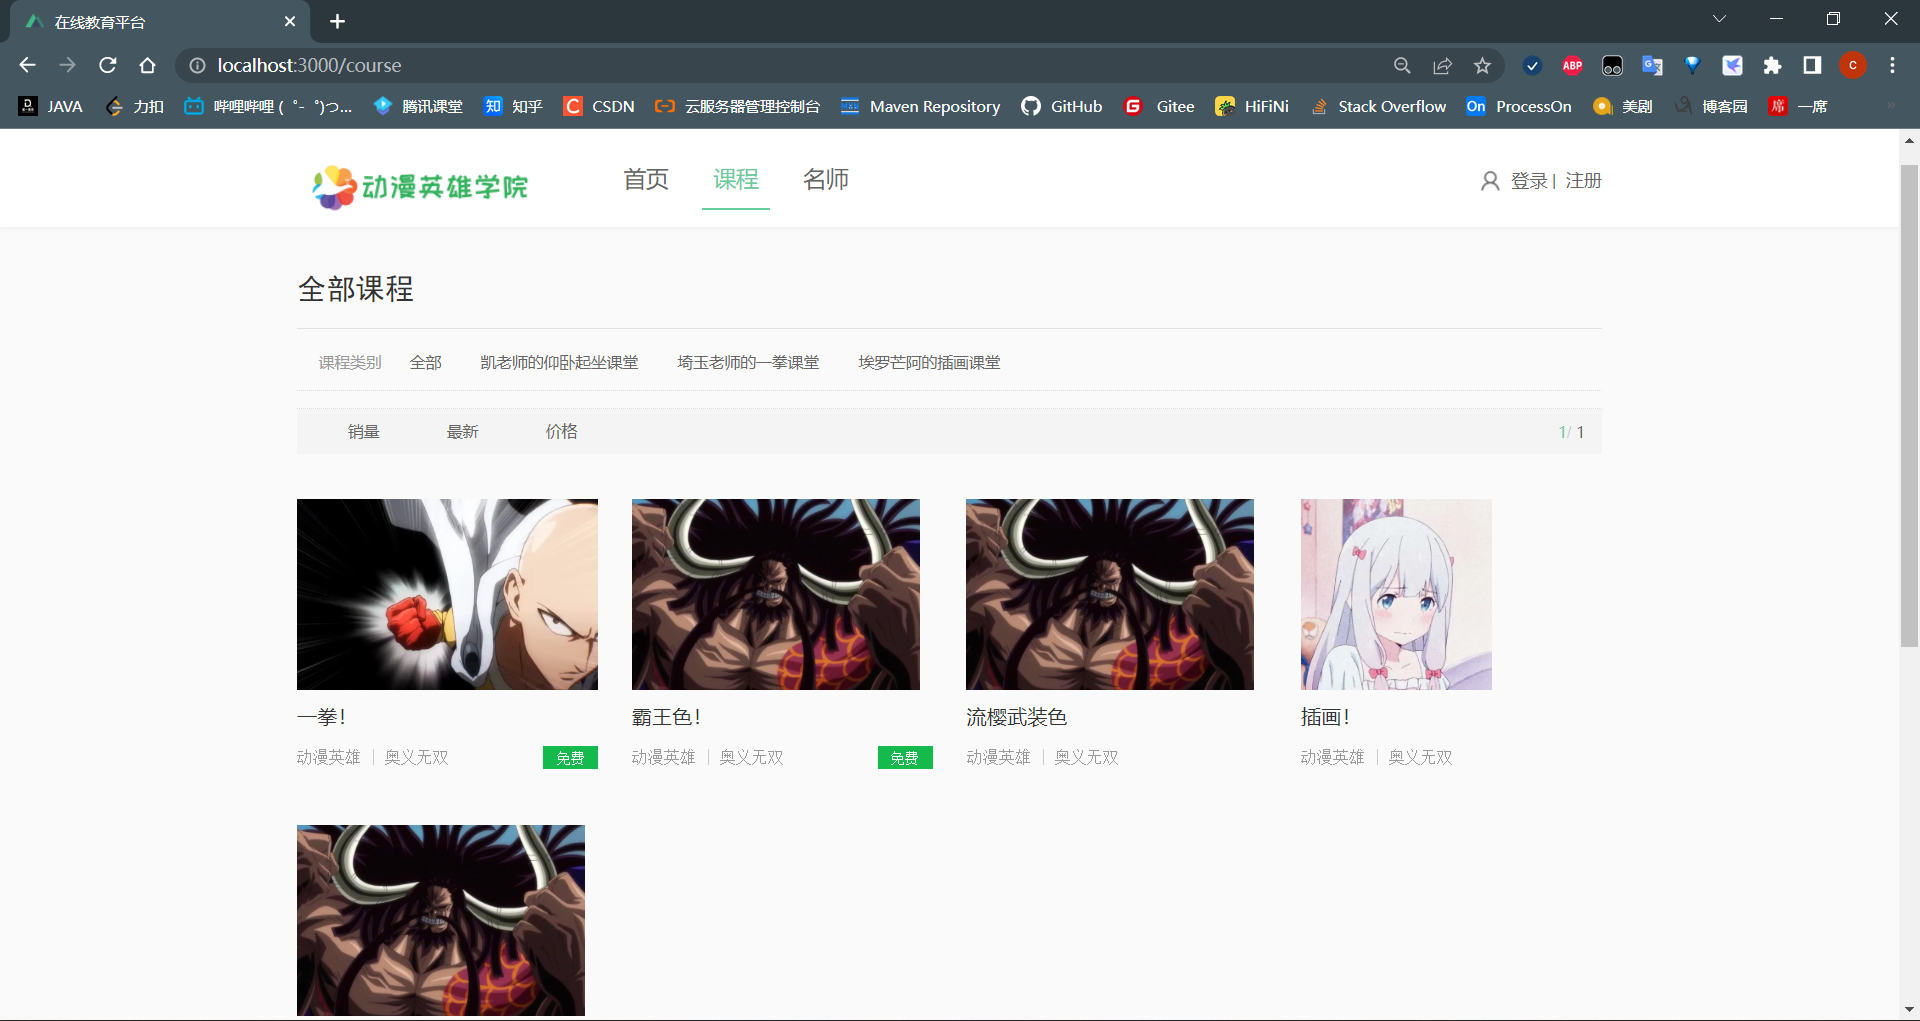 在线教育平台
localhost:3000/course
ABP
C
JAVA
力扣
哔哩哔哩 (゜-゜)つ...
腾讯课堂
知 知乎
C CSDN
云服务器管理控制台
Maven Repository
GitHub
G Gitee
HiFiNi
Stack Overflow
On ProcessOn
美剧
博客园
席 一席
动漫英雄学院
首页
课程
名师
登录 | 注册
全部课程
课程类别 全部 凯老师的仰卧起坐课堂 埼玉老师的一拳课堂 埃罗芒阿的插画课堂
销量 最新 价格 1/ 1
一拳!
动漫英雄 | 奥义无双 免费
霸王色!
动漫英雄 | 奥义无双 免费
流樱武装色
动漫英雄 | 奥义无双
插画!
动漫英雄 | 奥义无双